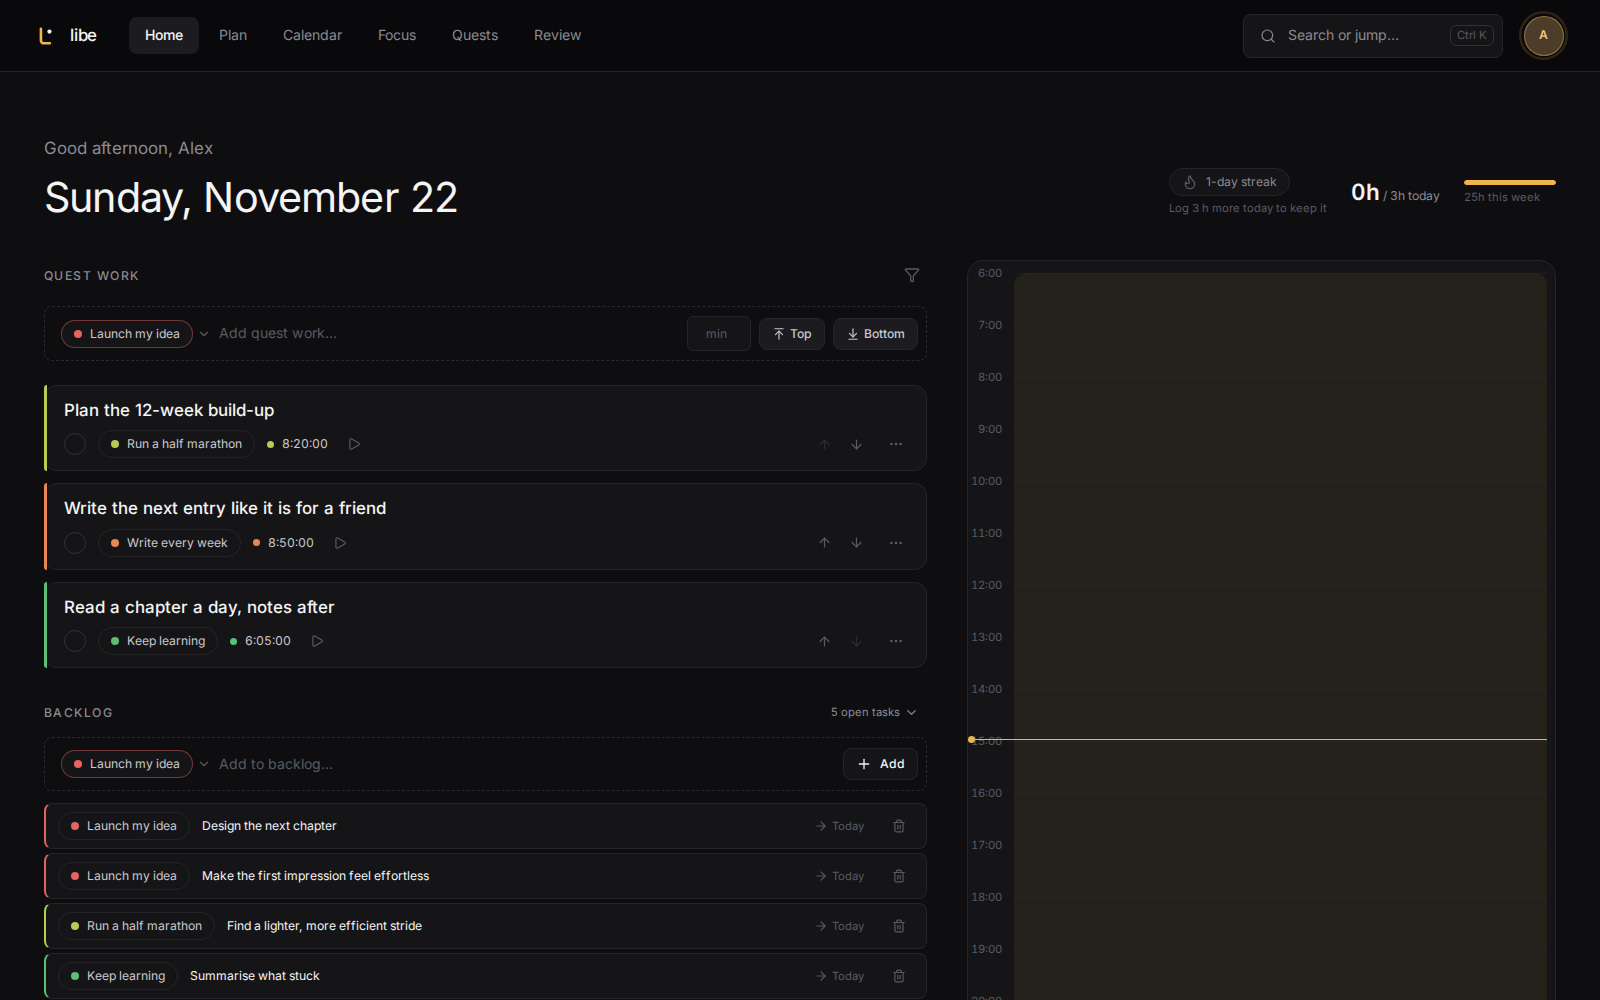 libe
Home
Plan
Calendar
Focus
Quests
Review
Search or jump...
Ctrl K
A
Good afternoon, Alex
Sunday, November 22
1-day streak
Log 3 h more today to keep it
0h / 3h today
25h this week
QUEST WORK
Launch my idea
Add quest work...
min
Top
Bottom
Plan the 12-week build-up
Run a half marathon
8:20:00
Write the next entry like it is for a friend
Write every week
8:50:00
Read a chapter a day, notes after
Keep learning
6:05:00
BACKLOG
5 open tasks
Launch my idea
Add to backlog...
Add
Launch my idea
Design the next chapter
Today
Launch my idea
Make the first impression feel effortless
Today
Run a half marathon
Find a lighter, more efficient stride
Today
Keep learning
Summarise what stuck
Today
6:00
7:00
8:00
9:00
10:00
11:00
12:00
13:00
14:00
15:00
16:00
17:00
18:00
19:00
20:00